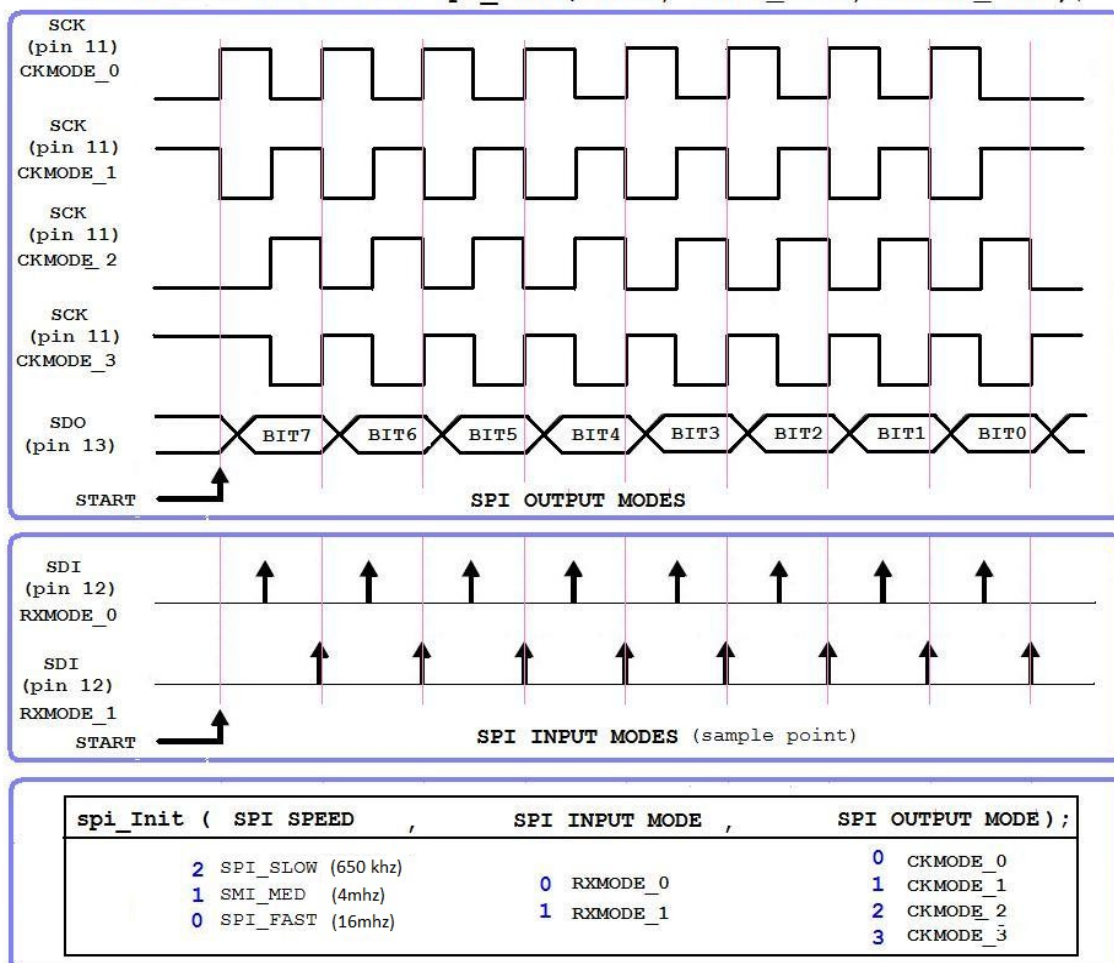 SCK
(pin 11)
CKMODE_0
SCK
(pin 11)
CKMODE_1
SCK
(pin 11)
CKMODE_2
SCK
(pin 11)
CKMODE_3
SDO
(pin 13)
BIT7 BIT6 BIT5 BIT4 BIT3 BIT2 BIT1 BIT0
START
SPI OUTPUT MODES
SDI
(pin 12)
RXMODE_0
SDI
(pin 12)
RXMODE_1
START
SPI INPUT MODES (sample point)
spi_Init ( SPI SPEED , SPI INPUT MODE , SPI OUTPUT MODE);
2 SPI_SLOW (650 khz)
1 SMI_MED (4mhz)
0 SPI_FAST (16mhz)
0 RXMODE_0
1 RXMODE_1
0 CKMODE_0
1 CKMODE_1
2 CKMODE_2
3 CKMODE_3